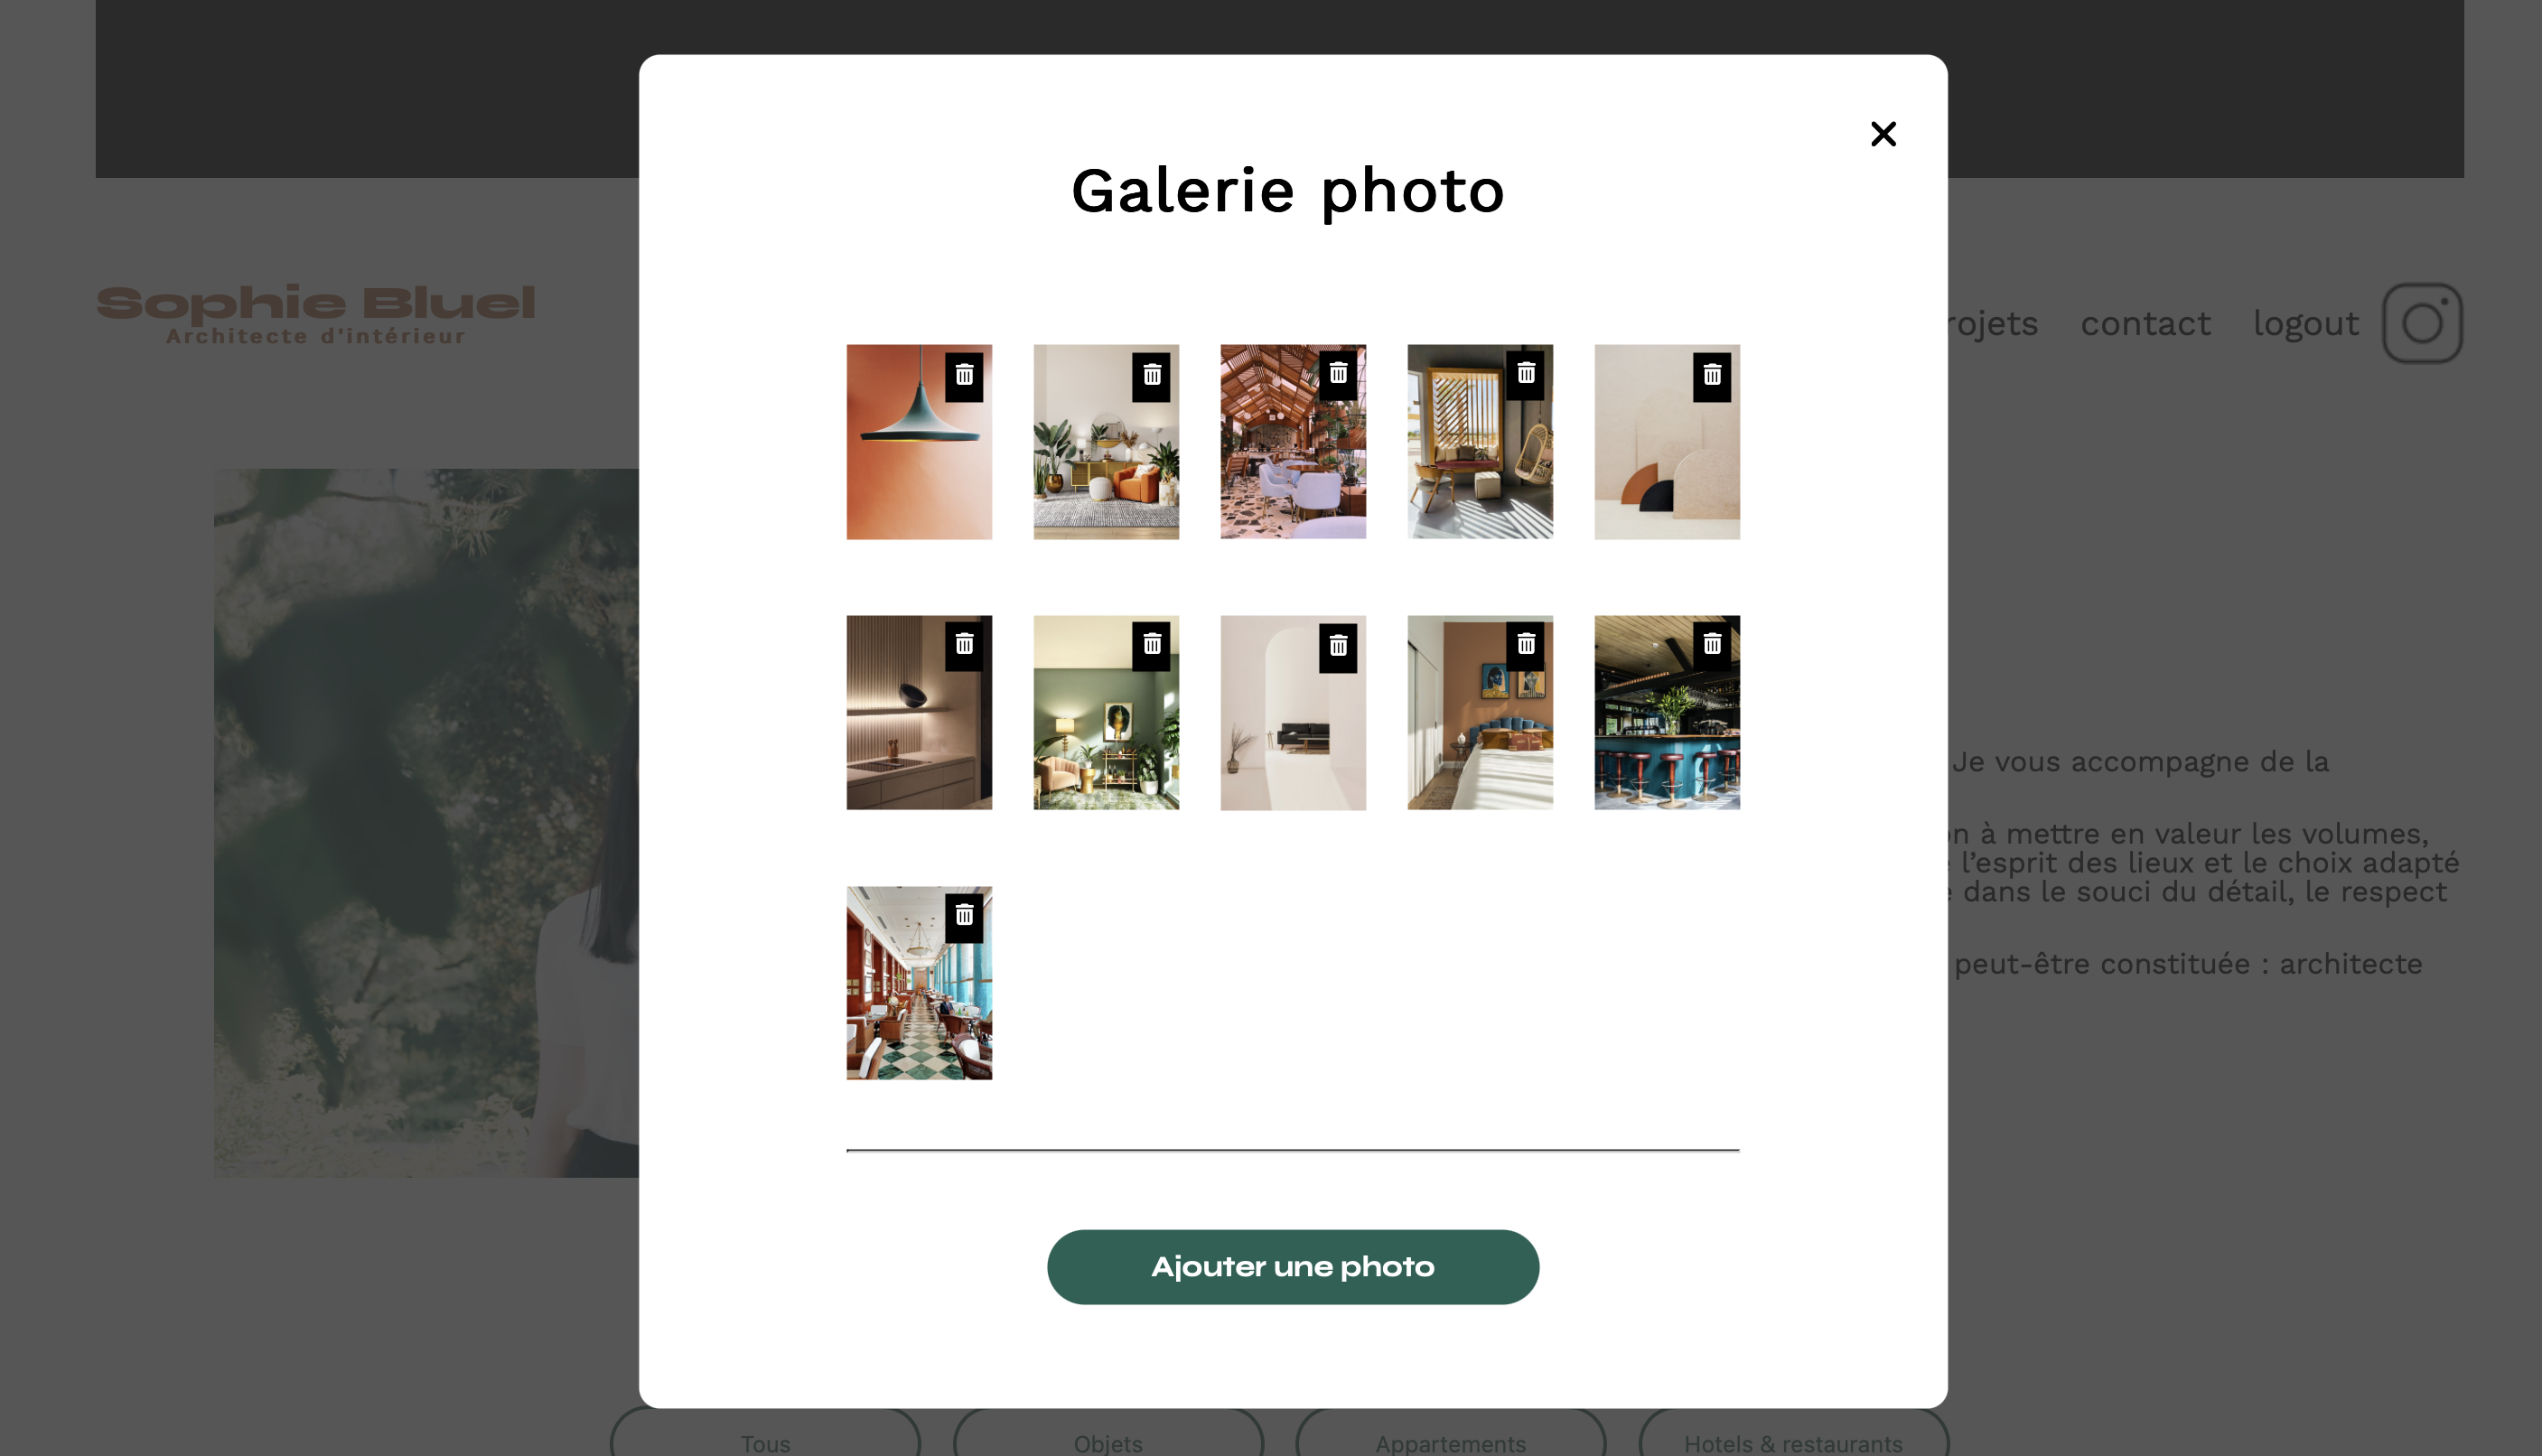 Galerie photo
Sophie Bluel
Architecte d'intérieur
contact
logout
Je vous accompagne de la
à mettre en valeur les volumes,
l’esprit des lieux et le choix adapté
dans le souci du détail, le respect
peut-être constituée : architecte
Ajouter une photo
Tous
Objets
Appartements
Hotels & restaurants